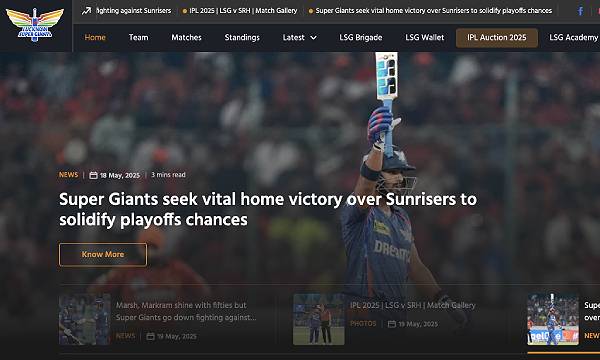 fighting against Sunrisers • IPL 2025 | LSG v SRH | Match Gallery • Super Giants seek vital home victory over Sunrisers to solidify playoffs chances
LUCKNOW
SUPER GIANTS
Home Team Matches Standings Latest LSG Brigade LSG Wallet IPL Auction 2025 LSG Academy
NEWS | 18 May, 2025 | 3 mins read
Super Giants seek vital home victory over Sunrisers to
solidify playoffs chances
Know More
Marsh, Markram shine with fifties but
Super Giants go down fighting against...
NEWS | 19 May, 2025
IPL 2025 | LSG v SRH | Match Gallery
PHOTOS | 19 May, 2025
Supe
over
NEW